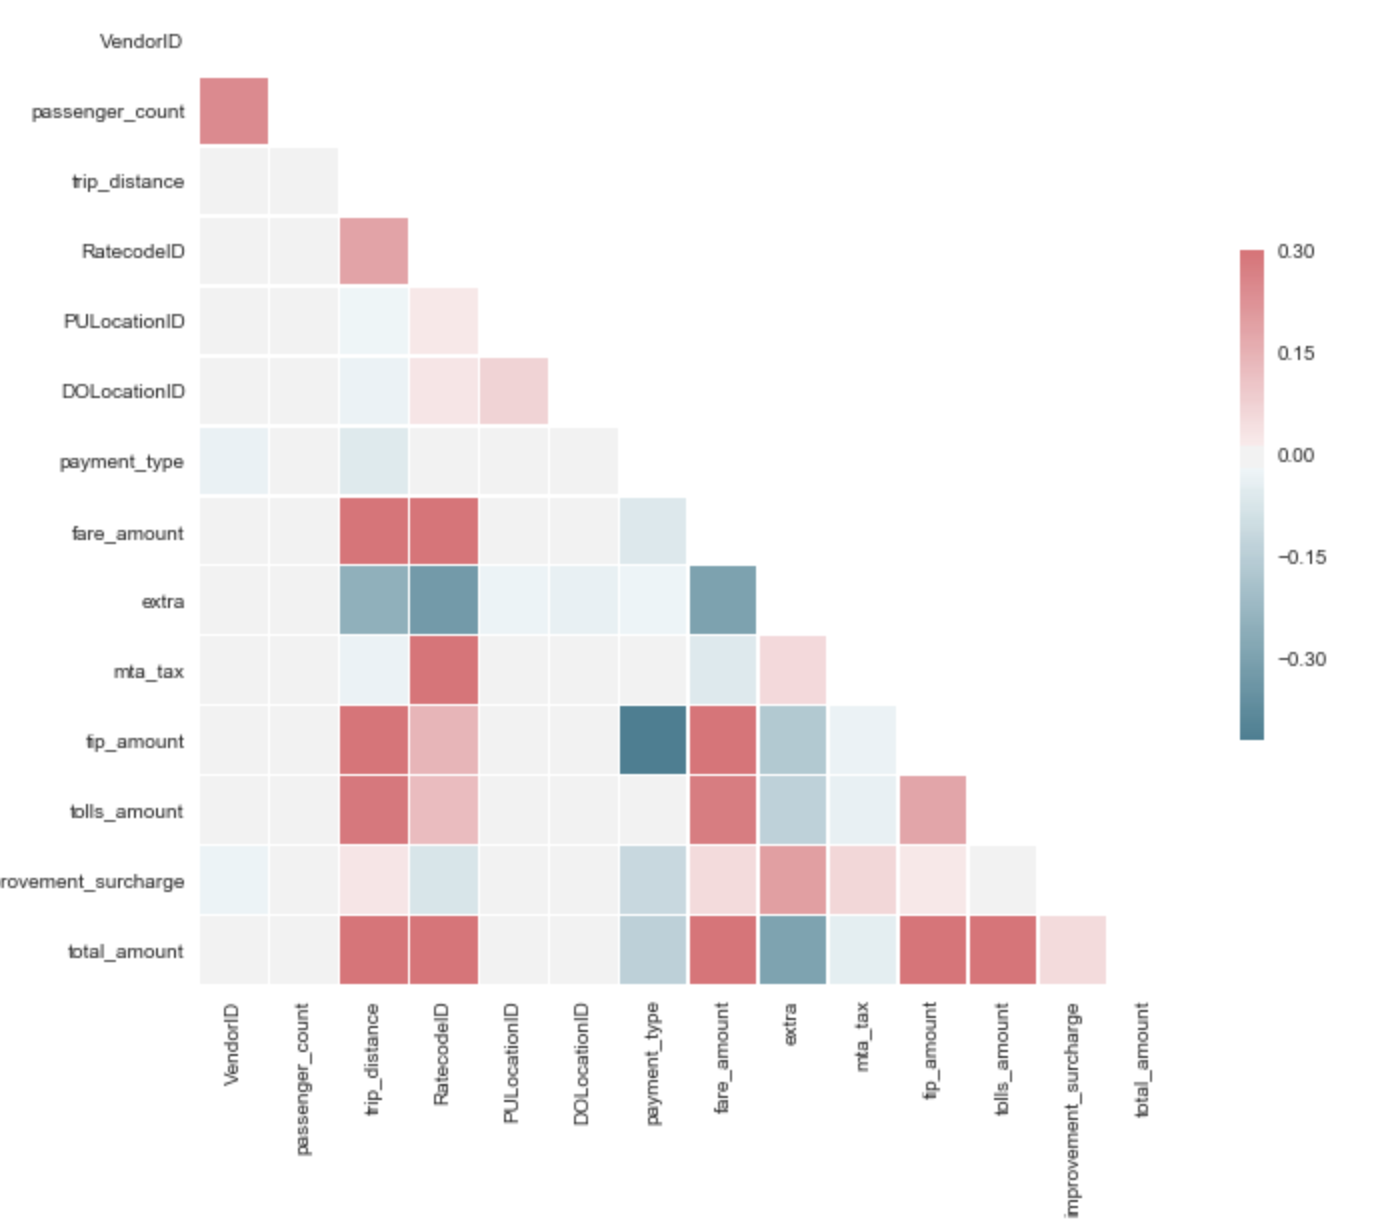 VendorID
passenger_count
trip_distance
RatecodeID
0.30
PULocationID
0.15
DOLocationID
0.00
payment_type
fare_amount
−0.15
extra
−0.30
mta_tax
tip_amount
tolls_amount
rovement_surcharge
total_amount
VendorID
passenger_count
trip_distance
RatecodeID
PULocationID
DOLocationID
payment_type
fare_amount
extra
mta_tax
tip_amount
tolls_amount
improvement_surcharge
total_amount